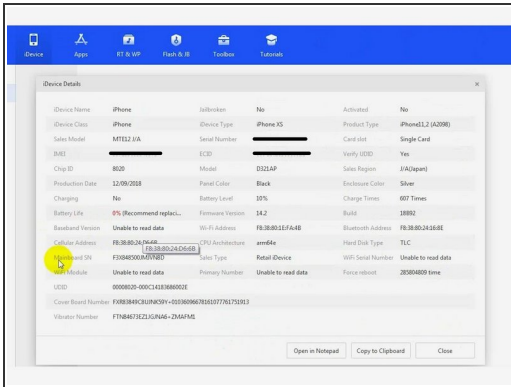 iDevice Apps RT & WP Flash & JB Toolbox Tutorials
iDevice Details ×
iDevice Name iPhone Jailbroken No Activated No
iDevice Class iPhone iDevice Type iPhone XS Product Type iPhone11,2 (A2098)
Sales Model MTE12 J/A Serial Number Card slot Single Card
IMEI ECID Verify UDID Yes
Chip ID 8020 Model D321AP Sales Region J/A(Japan)
Production Date 12/09/2018 Panel Color Black Enclosure Color Silver
Charging No Battery Level 10% Charge Times 607 Times
Battery Life 0% (Recommend replaci... Firmware Version 14.2 Build 18B92
Baseband Version Unable to read data Wi-Fi Address F8:38:80:1E:FA:4B Bluetooth Address F8:38:80:24:16:8E
Cellular Address F8:38:80:24:D6:6B CPU Architecture arm64e Hard Disk Type TLC
F8:38:80:24:D6:6B
Mainboard SN Sales Type Retail iDevice WiFi Serial Number Unable to read data
WiFi Module Unable to read data Primary Number Unable to read data Force reboot 285804809 time
UDID 00008020-000C14183686002E
Cover Board Number
Vibrator Number
Open in Notepad Copy to Clipboard Close